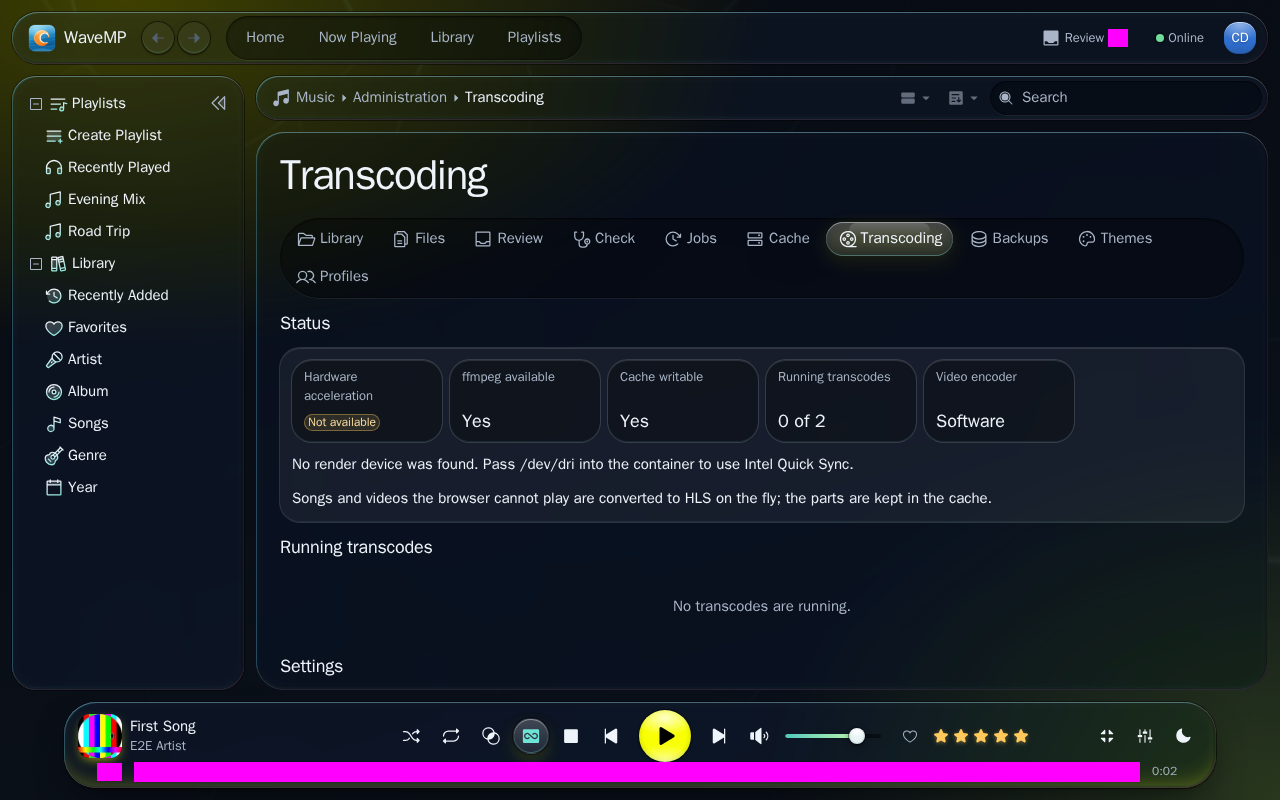 WaveMP
Home
Now Playing
Library
Playlists
Review
Online
CD
Playlists
Create Playlist
Recently Played
Evening Mix
Road Trip
Library
Recently Added
Favorites
Artist
Album
Songs
Genre
Year
Music
Administration
Transcoding
Search
Transcoding
Library
Files
Review
Check
Jobs
Cache
Transcoding
Backups
Themes
Profiles
Status
Hardware
acceleration
Not available
ffmpeg available
Yes
Cache writable
Yes
Running transcodes
0 of 2
Video encoder
Software
No render device was found. Pass /dev/dri into the container to use Intel Quick Sync.
Songs and videos the browser cannot play are converted to HLS on the fly; the parts are kept in the cache.
Running transcodes
No transcodes are running.
Settings
First Song
E2E Artist
0:02